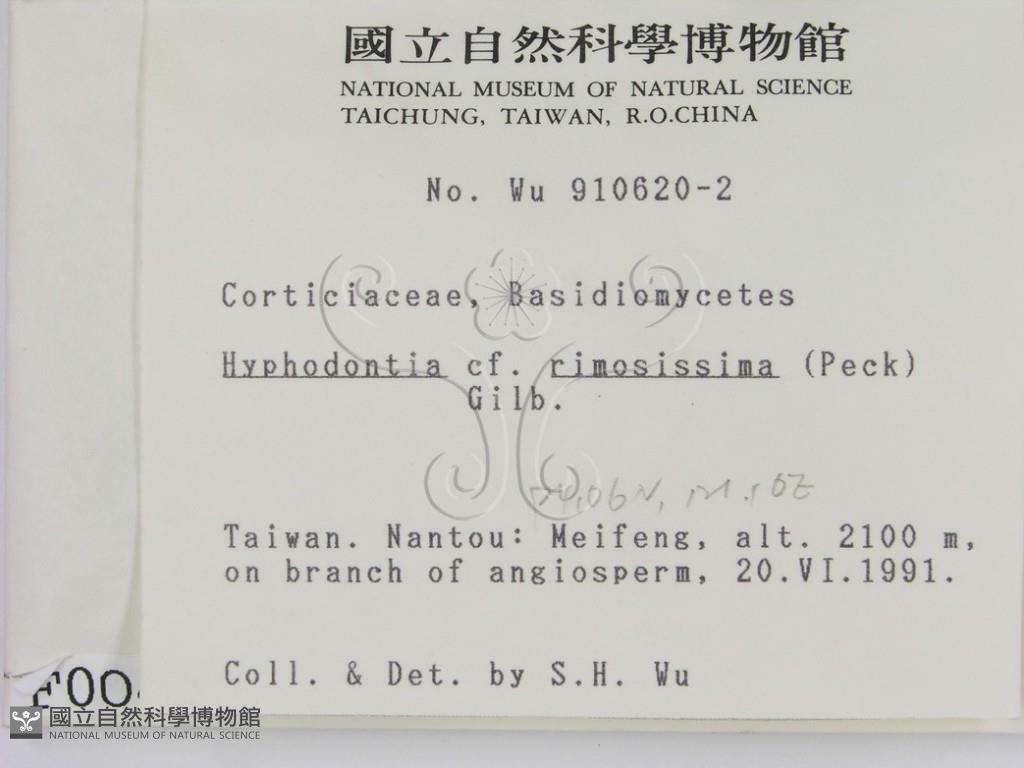 國立自然科學博物館
NATIONAL MUSEUM OF NATURAL SCIENCE
TAICHUNG, TAIWAN, R.O.CHINA
No. Wu 910620-2
Corticiaceae, Basidiomycetes
Hyphodontia cf. rimosissima (Peck)
Gilb.
Taiwan. Nantou: Meifeng, alt. 2100 m,
on branch of angiosperm, 20.VI.1991.
Coll. & Det. by S.H. Wu
F00
國立自然科學博物館
NATIONAL MUSEUM OF NATURAL SCIENCE